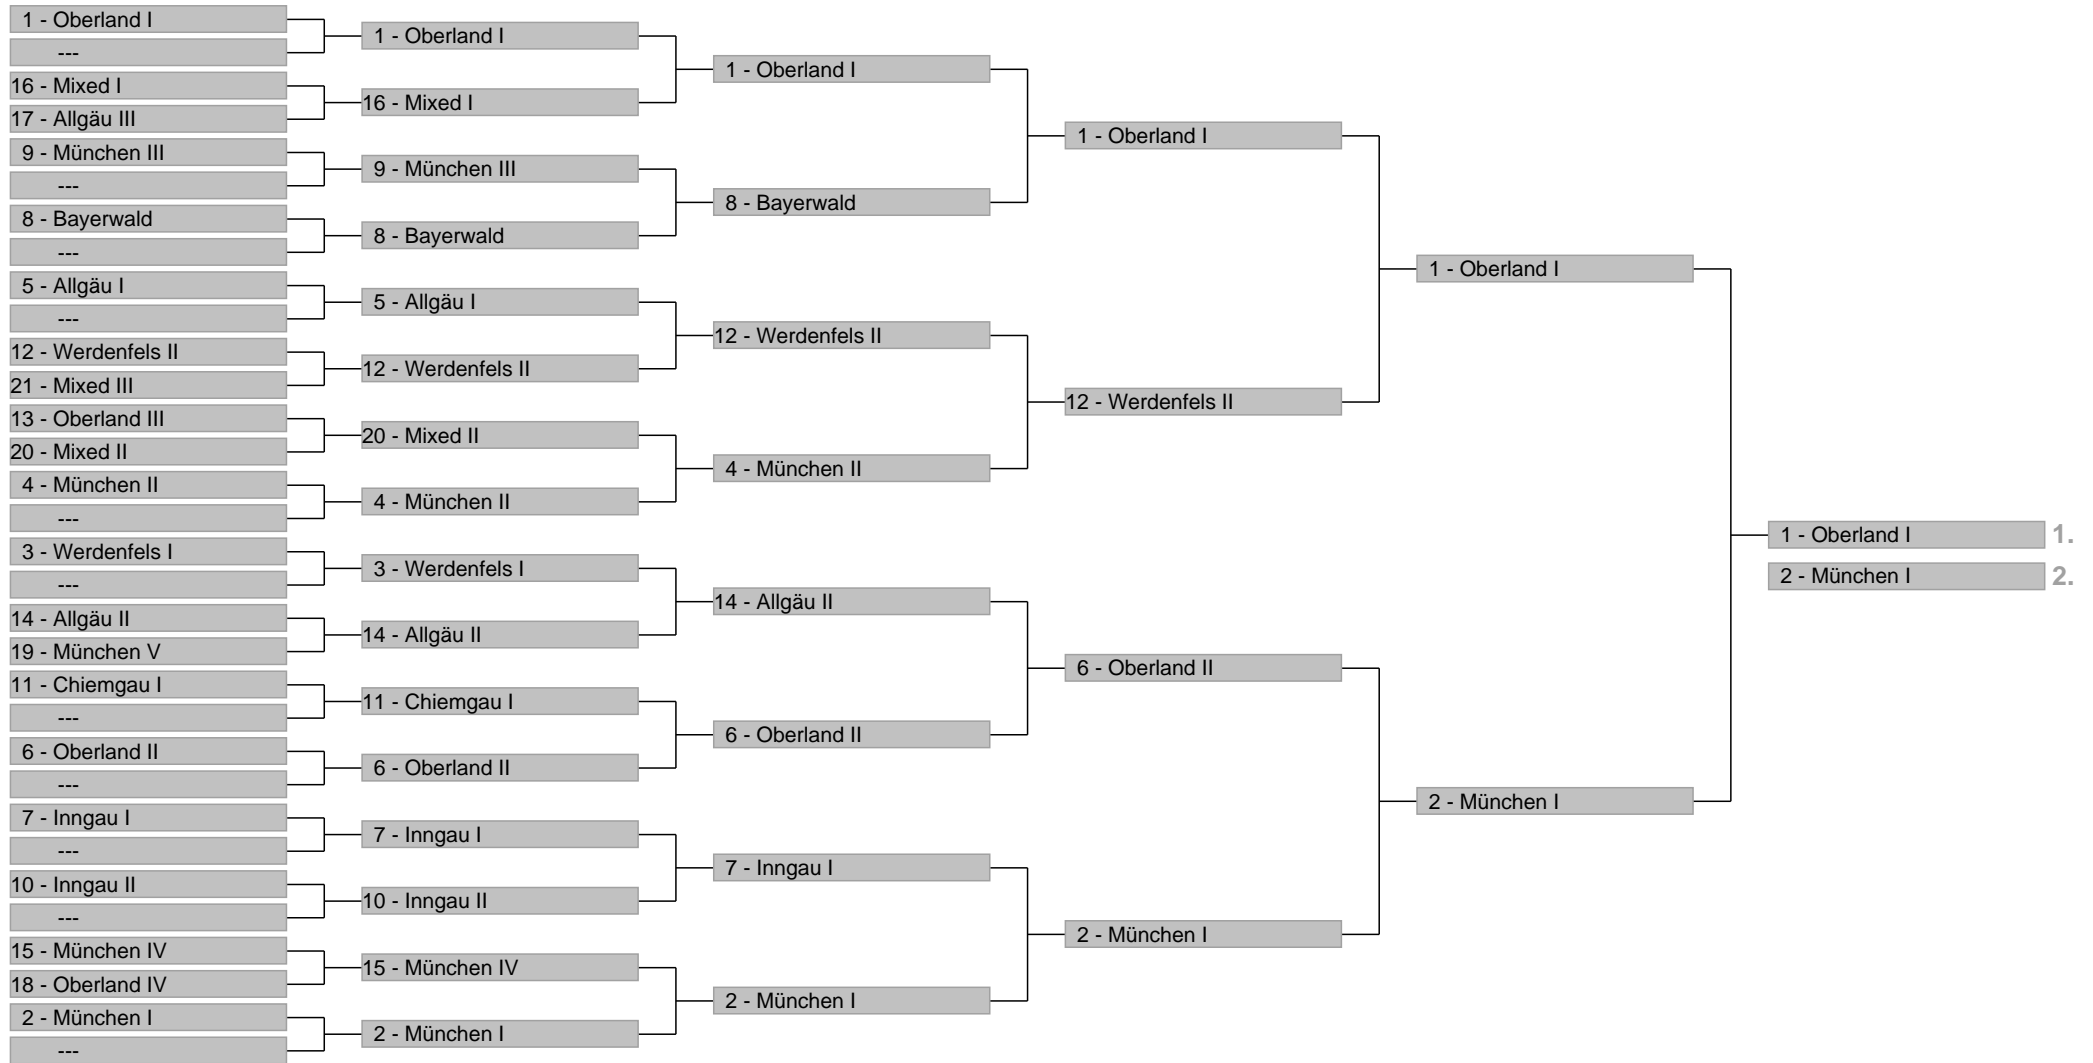 1 - Oberland I
---
16 - Mixed I
17 - Allgäu III
9 - München III
---
8 - Bayerwald
---
5 - Allgäu I
---
12 - Werdenfels II
21 - Mixed III
13 - Oberland III
20 - Mixed II
4 - München II
---
3 - Werdenfels I
---
14 - Allgäu II
19 - München V
11 - Chiemgau I
---
6 - Oberland II
---
7 - Inngau I
---
10 - Inngau II
---
15 - München IV
18 - Oberland IV
2 - München I
---
1 - Oberland I
16 - Mixed I
9 - München III
8 - Bayerwald
5 - Allgäu I
12 - Werdenfels II
20 - Mixed II
4 - München II
3 - Werdenfels I
14 - Allgäu II
11 - Chiemgau I
6 - Oberland II
7 - Inngau I
10 - Inngau II
15 - München IV
2 - München I
1 - Oberland I
8 - Bayerwald
12 - Werdenfels II
4 - München II
14 - Allgäu II
6 - Oberland II
7 - Inngau I
2 - München I
1 - Oberland I
12 - Werdenfels II
6 - Oberland II
2 - München I
1 - Oberland I
2 - München I
1 - Oberland I 1.
2 - München I 2.